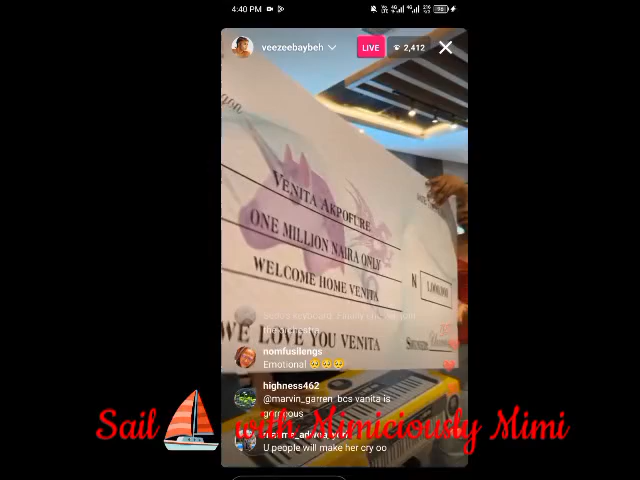 4:40 PM
98
veezeebaybeh
LIVE
2,412
VENITA AKPOFURE
ONE MILLION NAIRA ONLY
WELCOME HOME VENITA
N 1,000,000
WE LOVE YOU VENITA
SIGNED
nomfusilengs
Emotional 🥺🥺🥺
highness462
@marvin_garren bcs vanita is
gorgeous
U people will make her cry oo
Sail with Mimiciously Mimi